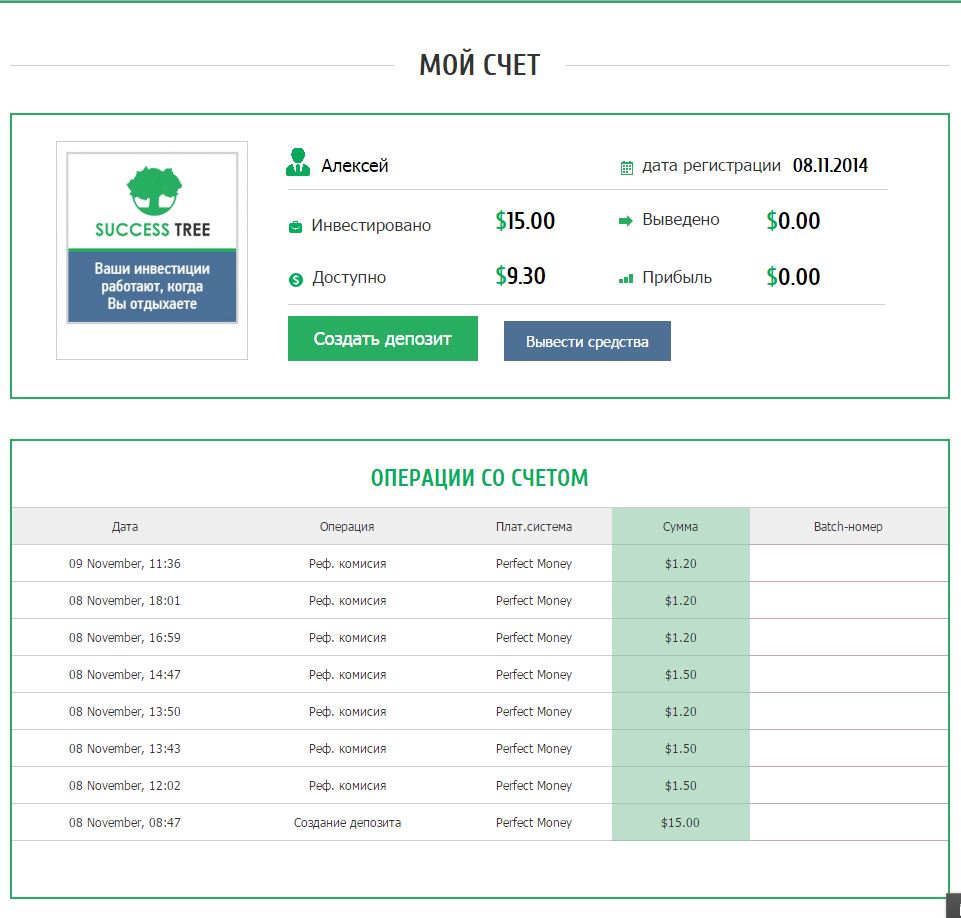 МОЙ СЧЕТ
SUCCESS TREE
Ваши инвестиции
работают, когда
Вы отдыхаете
Алексей дата регистрации 08.11.2014
Инвестировано $15.00 Выведено $0.00
Доступно $9.30 Прибыль $0.00
Создать депозит Вывести средства
ОПЕРАЦИИ СО СЧЕТОМ
Дата Операция Плат.система Сумма Batch-номер
09 November, 11:36 Реф. комисия Perfect Money $1.20
08 November, 18:01 Реф. комисия Perfect Money $1.20
08 November, 16:59 Реф. комисия Perfect Money $1.20
08 November, 14:47 Реф. комисия Perfect Money $1.50
08 November, 13:50 Реф. комисия Perfect Money $1.20
08 November, 13:43 Реф. комисия Perfect Money $1.50
08 November, 12:02 Реф. комисия Perfect Money $1.50
08 November, 08:47 Создание депозита Perfect Money $15.00